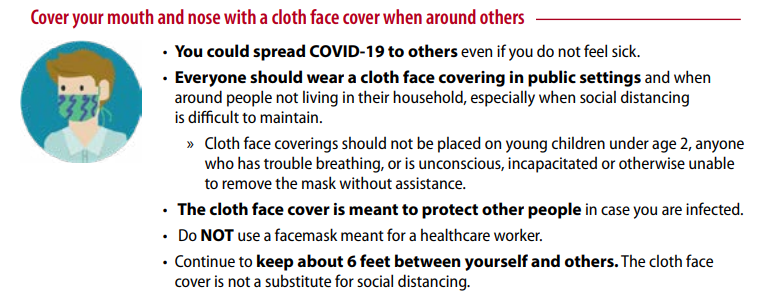 Cover your mouth and nose with a cloth face cover when around others
• You could spread COVID-19 to others even if you do not feel sick.
• Everyone should wear a cloth face covering in public settings and when
around people not living in their household, especially when social distancing
is difficult to maintain.
» Cloth face coverings should not be placed on young children under age 2, anyone
who has trouble breathing, or is unconscious, incapacitated or otherwise unable
to remove the mask without assistance.
• The cloth face cover is meant to protect other people in case you are infected.
• Do NOT use a facemask meant for a healthcare worker.
• Continue to keep about 6 feet between yourself and others. The cloth face
cover is not a substitute for social distancing.